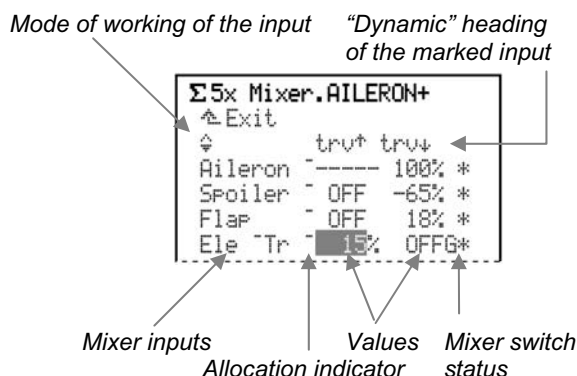 Mode of working of the input
“Dynamic” heading
of the marked input
Σ5x Mixer.AILERON+
Exit
trv↑ trv↓
Aileron ¯----- 100% *
Spoiler ¯ OFF -65% *
Flap ¯ OFF 18% *
Ele ¯Tr ¯ 15% OFFG*
Mixer inputs
Allocation indicator
Values
Mixer switch
status